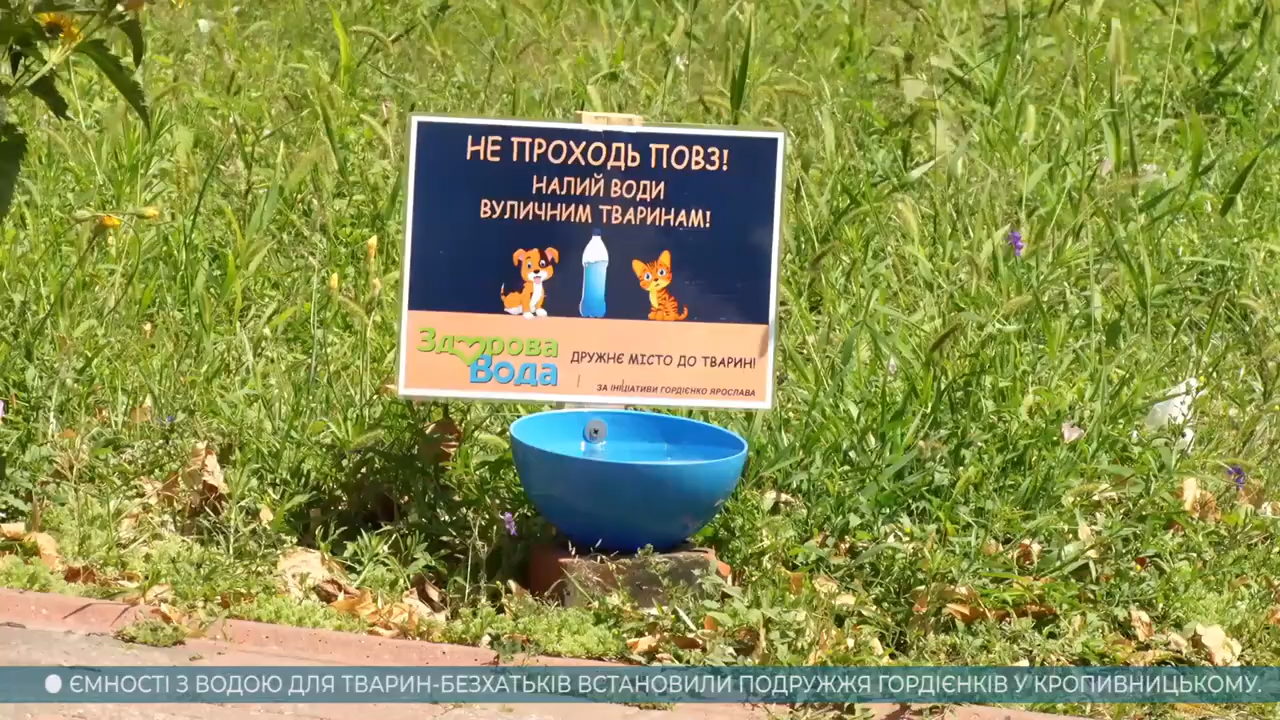 НЕ ПРОХОДЬ ПОВЗ!
НАЛИЙ ВОДИ
ВУЛИЧНИМ ТВАРИНАМ!
Здорова
Вода
ДРУЖНЄ МІСТО ДО ТВАРИН!
ЗА ІНІЦІАТИВИ ГОРДІЄНКО ЯРОСЛАВА
ЄМНОСТІ З ВОДОЮ ДЛЯ ТВАРИН-БЕЗХАТЬКІВ ВСТАНОВИЛИ ПОДРУЖЖЯ ГОРДІЄНКІВ У КРОПИВНИЦЬКОМУ.